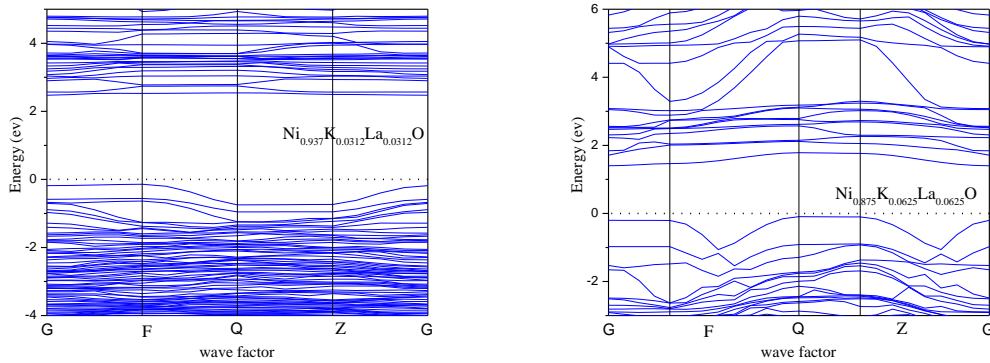 4
2
0
-2
-4
Energy (ev)
Ni0.937K0.0312La0.0312O
G F Q Z G
wave factor
6
4
2
0
-2
Energy (ev)
Ni0.875K0.0625La0.0625O
G F Q Z G
wave factor